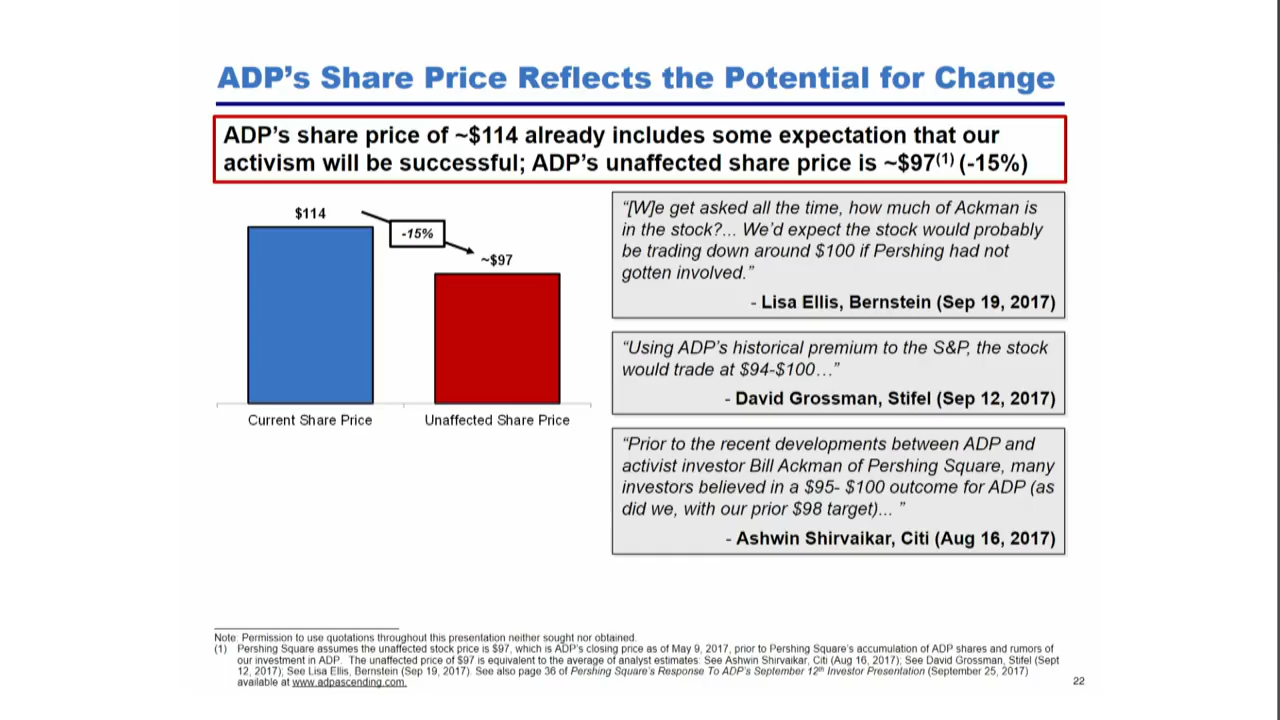 ADP’s Share Price Reflects the Potential for Change
ADP’s share price of ~$114 already includes some expectation that our
activism will be successful; ADP’s unaffected share price is ~$97(1) (-15%)
$114
-15%
~$97
Current Share Price
Unaffected Share Price
“[W]e get asked all the time, how much of Ackman is
in the stock?... We’d expect the stock would probably
be trading down around $100 if Pershing had not
gotten involved.”
- Lisa Ellis, Bernstein (Sep 19, 2017)
“Using ADP’s historical premium to the S&P, the stock
would trade at $94-$100…”
- David Grossman, Stifel (Sep 12, 2017)
“Prior to the recent developments between ADP and
activist investor Bill Ackman of Pershing Square, many
investors believed in a $95- $100 outcome for ADP (as
did we, with our prior $98 target)... ”
- Ashwin Shirvaikar, Citi (Aug 16, 2017)
Note: Permission to use quotations throughout this presentation neither sought nor obtained.
(1) Pershing Square assumes the unaffected stock price is $97, which is ADP’s closing price as of May 9, 2017, prior to Pershing Square’s accumulation of ADP shares and rumors of
our investment in ADP. The unaffected price of $97 is equivalent to the average of analyst estimates: See Ashwin Shirvaikar, Citi (Aug 16, 2017); See David Grossman, Stifel (Sept
12, 2017); See Lisa Ellis, Bernstein (Sep 19, 2017). See also page 36 of Pershing Square’s Response To ADP’s September 12th Investor Presentation (September 25, 2017)
available at www.adpascending.com.
22